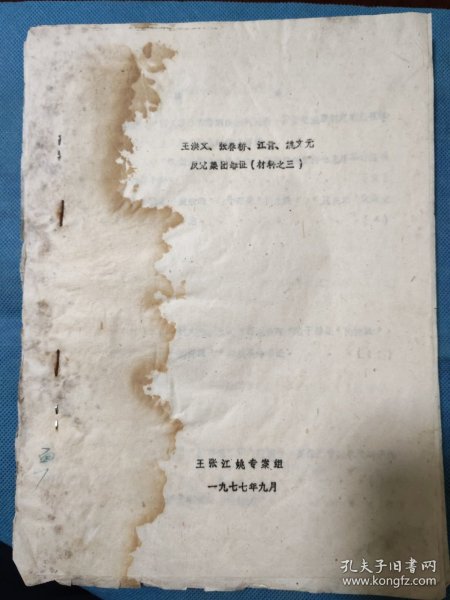 王洪文、张春桥、江青、姚文元
反党集团罪证（材料之三）
王张江姚专案组
一九七七年九月
孔夫子旧书网
www.kongfz.com